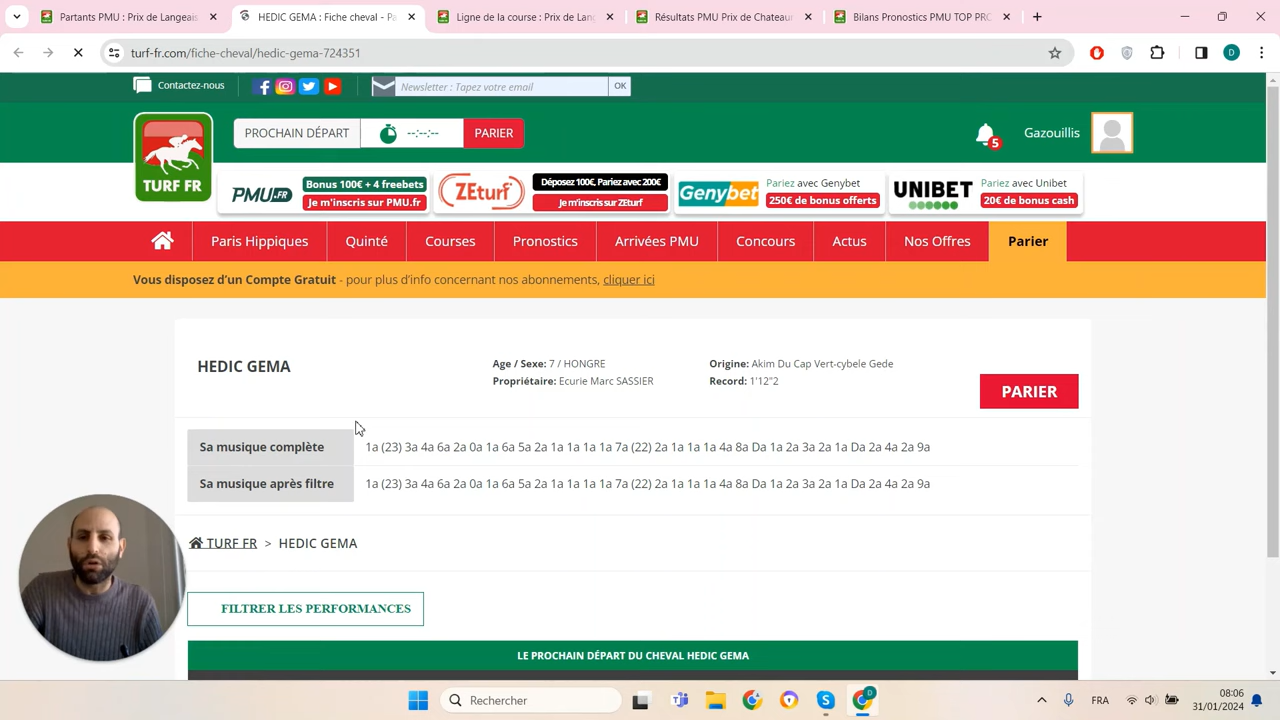 Partants PMU : Prix de Langeais
HEDIC GEMA : Fiche cheval - Pa
Ligne de la course : Prix de Lang
Résultats PMU Prix de Chateau
Bilans Pronostics PMU TOP PRO
turf-fr.com/fiche-cheval/hedic-gema-724351
D
Contactez-nous
Newsletter : Tapez votre email
OK
TURF FR
PROCHAIN DÉPART
--:--:--
PARIER
5
Gazouillis
PMU.FR
Bonus 100€ + 4 freebets
Je m'inscris sur PMU.fr
ZEturf
Déposez 100€, Pariez avec 200€
Je m'inscris sur ZEturf
Genybet
Pariez avec Genybet
250€ de bonus offerts
UNIBET
Pariez avec Unibet
20€ de bonus cash
Paris Hippiques
Quinté
Courses
Pronostics
Arrivées PMU
Concours
Actus
Nos Offres
Parier
Vous disposez d'un Compte Gratuit - pour plus d'info concernant nos abonnements, cliquer ici
HEDIC GEMA
Age / Sexe: 7 / HONGRE
Propriétaire: Ecurie Marc SASSIER
Origine: Akim Du Cap Vert-cybele Gede
Record: 1'12"2
PARIER
Sa musique complète
1a (23) 3a 4a 6a 2a 0a 1a 6a 5a 2a 1a 1a 1a 1a 7a (22) 2a 1a 1a 1a 4a 8a Da 1a 2a 3a 2a 1a Da 2a 4a 2a 9a
Sa musique après filtre
1a (23) 3a 4a 6a 2a 0a 1a 6a 5a 2a 1a 1a 1a 1a 7a (22) 2a 1a 1a 1a 4a 8a Da 1a 2a 3a 2a 1a Da 2a 4a 2a 9a
TURF FR > HEDIC GEMA
FILTRER LES PERFORMANCES
LE PROCHAIN DÉPART DU CHEVAL HEDIC GEMA
Rechercher
D
FRA
08:06
31/01/2024